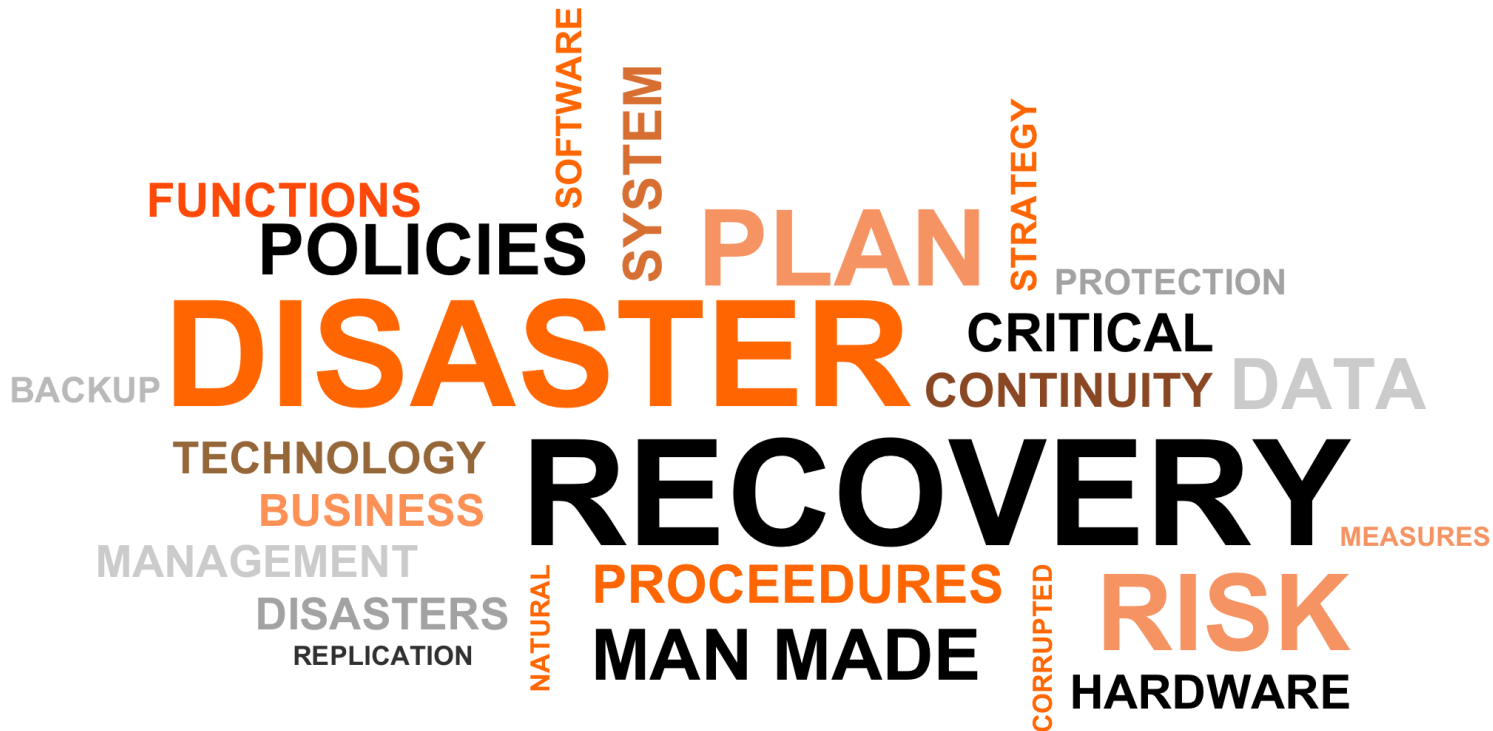 SOFTWARE
SYSTEM
STRATEGY
FUNCTIONS
POLICIES
PLAN
PROTECTION
DISASTER
CRITICAL
BACKUP
CONTINUITY
DATA
TECHNOLOGY
RECOVERY
BUSINESS
MEASURES
MANAGEMENT
NATURAL
PROCEEDURES
CORRUPTED
RISK
DISASTERS
MAN MADE
REPLICATION
HARDWARE